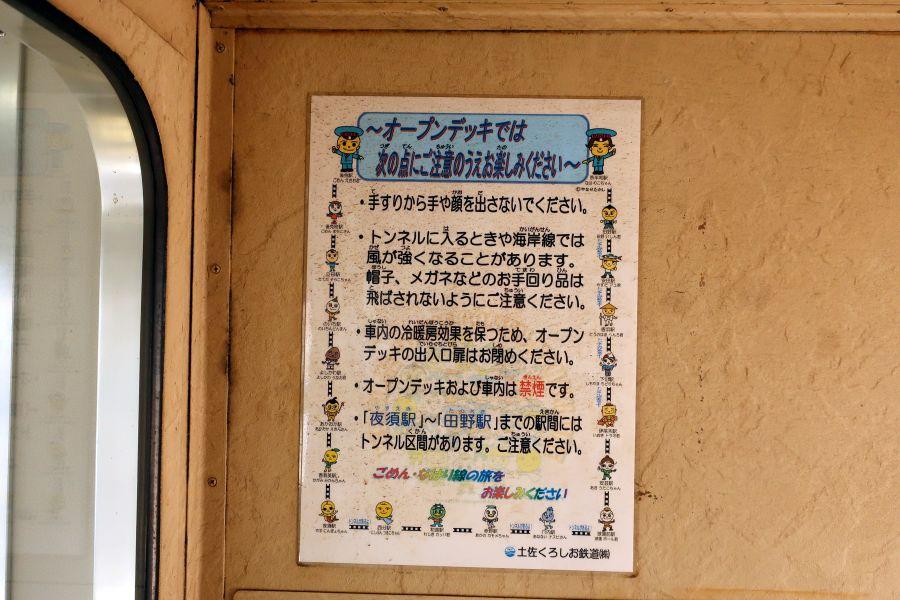 ～オープンデッキでは
次の点にご注意のうえお楽しみください～
・手すりから手や顔を出さないでください。
・トンネルに入るときや海岸線では
風が強くなることがあります。
帽子、メガネなどのお手回り品は
飛ばされないようにご注意ください。
・車内の冷暖房効果を保つため、オープン
デッキの出入口扉はお閉めください。
・オープンデッキおよび車内は禁煙です。
・「夜須駅」～「田野駅」までの駅間には
トンネル区間があります。ご注意ください。
ごめん・なはり線の旅を
お楽しみください
土佐くろしお鉄道㈱